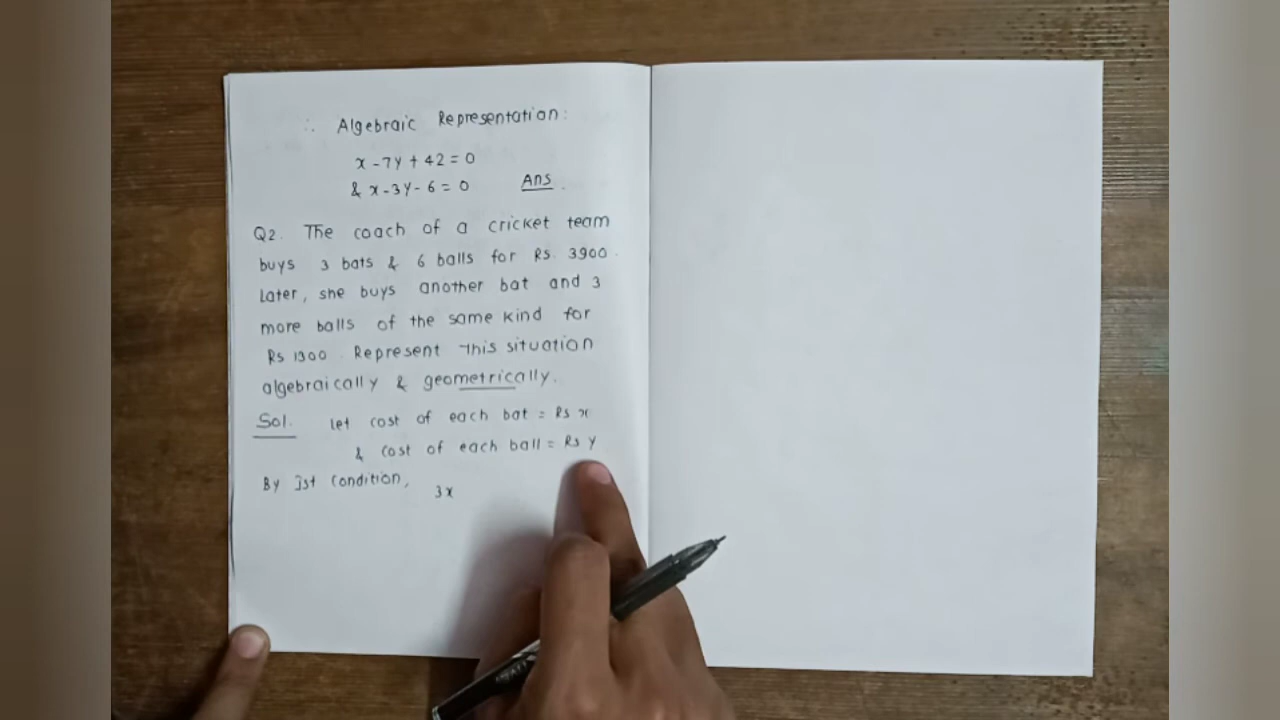 ∴ Algebraic Representation:
x - 7y + 42 = 0
& x - 3y - 6 = 0 Ans.
Q2. The coach of a cricket team
buys 3 bats & 6 balls for Rs. 3900.
Later, she buys another bat and 3
more balls of the same kind for
Rs 1300. Represent this situation
algebraically & geometrically.
Sol. Let cost of each bat = Rs x
& cost of each ball = Rs y
By Ist condition, 3x